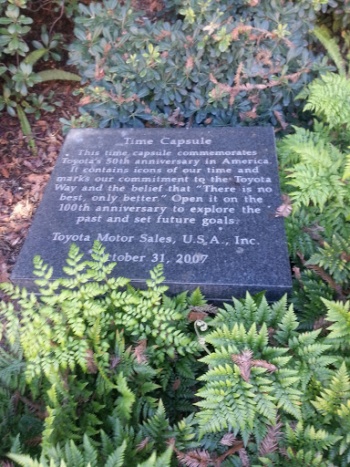 Time Capsule
This time capsule commemorates
Toyota's 50th anniversary in America.
It contains icons of our time and
marks our commitment to the Toyota
Way and the belief that "There is no
best, only better." Open it on the
100th anniversary to explore the
past and set future goals.
Toyota Motor Sales, U.S.A., Inc.
October 31, 2007